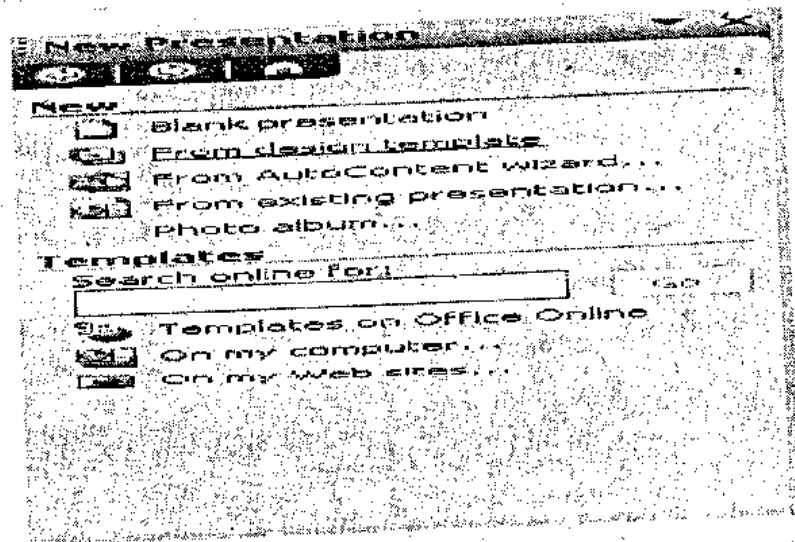 New Presentation
New
Blank presentation
From design template
From AutoContent wizard...
From existing presentation...
Photo album...
Templates
Search online for:
Go
Templates on Office Online
On my computer...
On my Web sites...